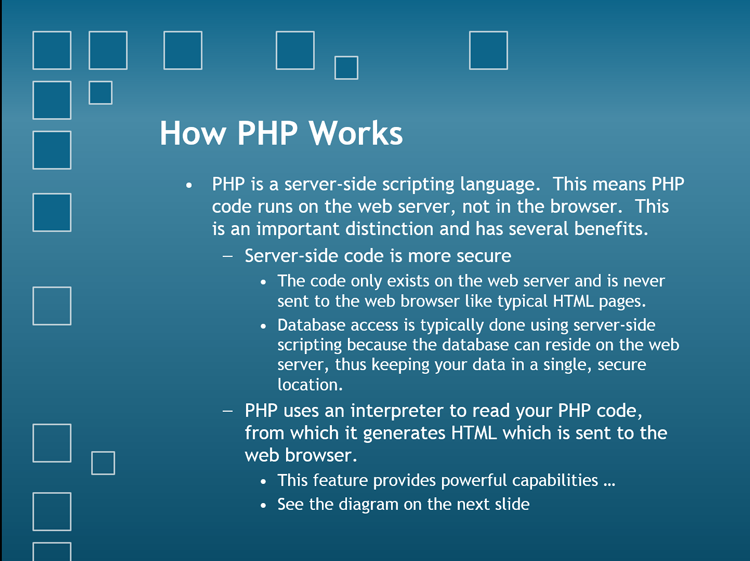 How PHP Works
• PHP is a server-side scripting language.  This means PHP
code runs on the web server, not in the browser.  This
is an important distinction and has several benefits.
– Server-side code is more secure
• The code only exists on the web server and is never
sent to the web browser like typical HTML pages.
• Database access is typically done using server-side
scripting because the database can reside on the web
server, thus keeping your data in a single, secure
location.
– PHP uses an interpreter to read your PHP code,
from which it generates HTML which is sent to the
web browser.
• This feature provides powerful capabilities …
• See the diagram on the next slide